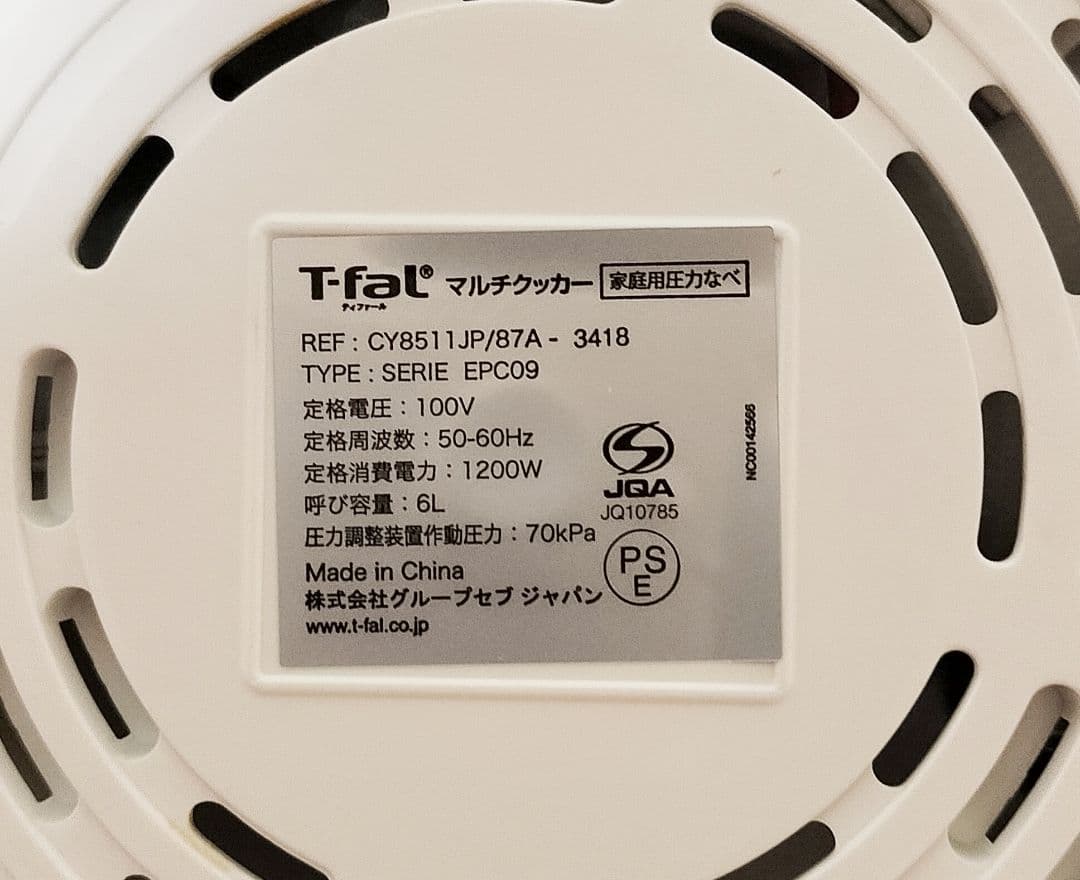 T-fal® マルチクッカー 家庭用圧力なべ
ティファール
REF : CY8511JP/87A - 3418
TYPE : SERIE EPC09
定格電圧：100V
定格周波数：50-60Hz
定格消費電力：1200W
呼び容量：6L
圧力調整装置作動圧力：70kPa
Made in China
株式会社グループセブ ジャパン
www.t-fal.co.jp
JQA
JQ10785
PS
E
NC00142566